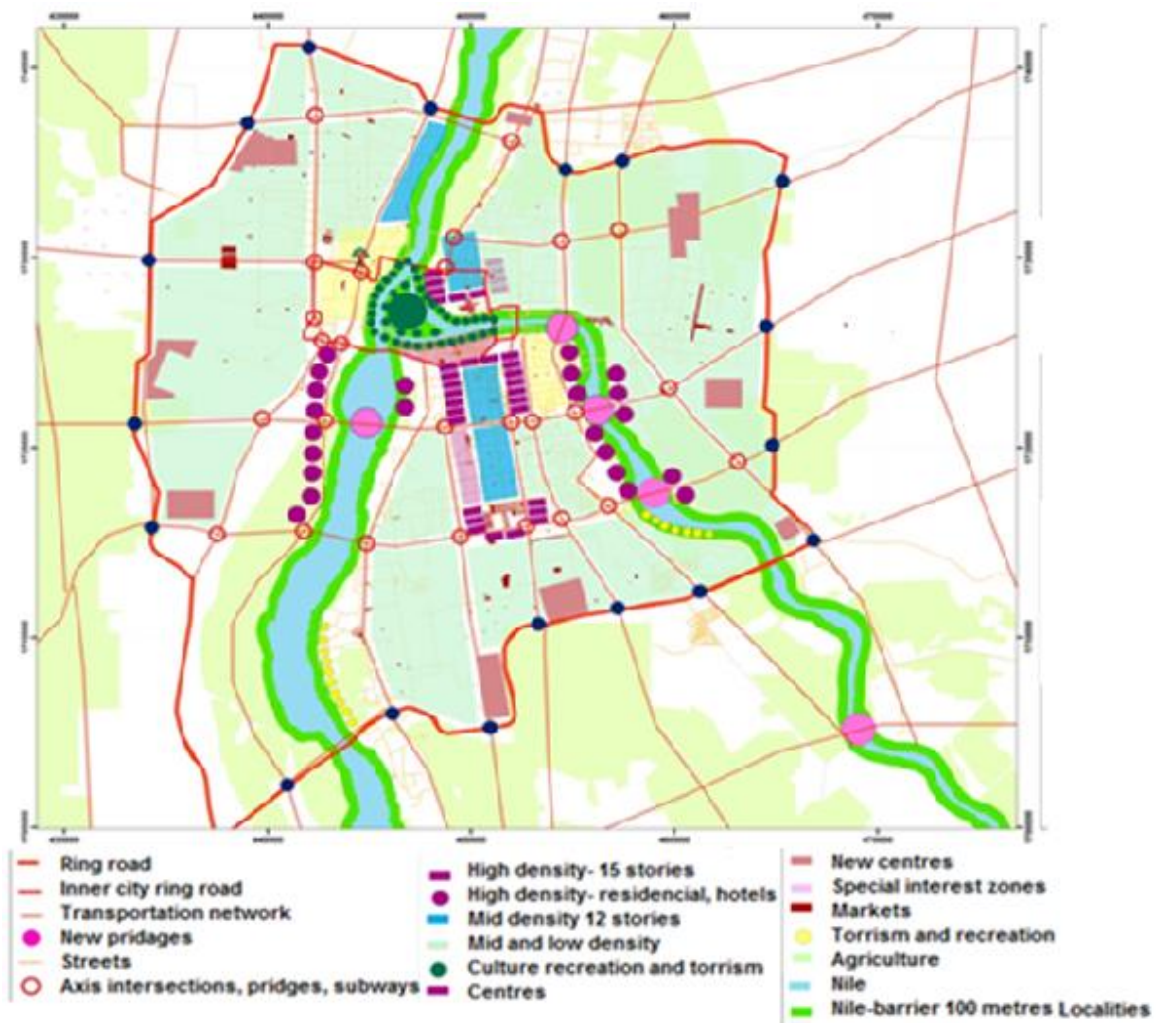 Ring road
Inner city ring road
Transportation network
New pridages
Streets
Axis intersections, pridges, subways
High density- 15 stories
High density- residencial, hotels
Mid density 12 stories
Mid and low density
Culture recreation and torrism
Centres
New centres
Special interest zones
Markets
Torrism and recreation
Agriculture
Nile
Nile-barrier 100 metres Localities